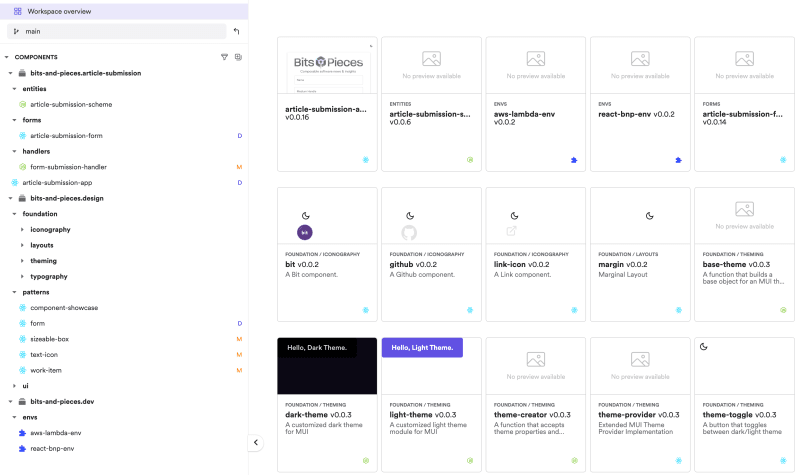 Workspace overview
main
COMPONENTS
bits-and-pieces.article-submission
entities
article-submission-scheme
forms
article-submission-form D
handlers
form-submission-handler M
article-submission-app D
bits-and-pieces.design
foundation
iconography
layouts
theming
typography
patterns
component-showcase
form D
sizeable-box M
text-icon M
work-item M
ui
bits-and-pieces.dev
envs
aws-lambda-env
react-bnp-env
Bits Pieces
Composable software event & insights
article-submission-a...
v0.0.16
No preview available
ENTITIES
article-submission-s...
v0.0.6
No preview available
ENVS
aws-lambda-env
v0.0.2
No preview available
ENVS
react-bnp-env v0.0.2
No preview available
FORMS
article-submission-f...
v0.0.14
bit
FOUNDATION / ICONOGRAPHY
bit v0.0.2
A Bit component.
FOUNDATION / ICONOGRAPHY
github v0.0.2
A Github component.
FOUNDATION / ICONOGRAPHY
link-icon v0.0.2
A Link component.
FOUNDATION / LAYOUTS
margin v0.0.2
Marginal Layout
No preview available
FOUNDATION / THEMING
base-theme v0.0.3
A function that builds a
base object for an MUI th...
Hello, Dark Theme.
FOUNDATION / THEMING
dark-theme v0.0.3
A customized dark theme
for MUI
Hello, Light Theme.
FOUNDATION / THEMING
light-theme v0.0.3
A customized light theme
module for MUI
No preview available
FOUNDATION / THEMING
theme-creator v0.0.3
A function that accepts
theme properties and...
No preview available
FOUNDATION / THEMING
theme-provider v0.0.3
Extended MUI Theme
Provider Implementation
FOUNDATION / THEMING
theme-toggle v0.0.3
A button that toggles
between dark/light theme